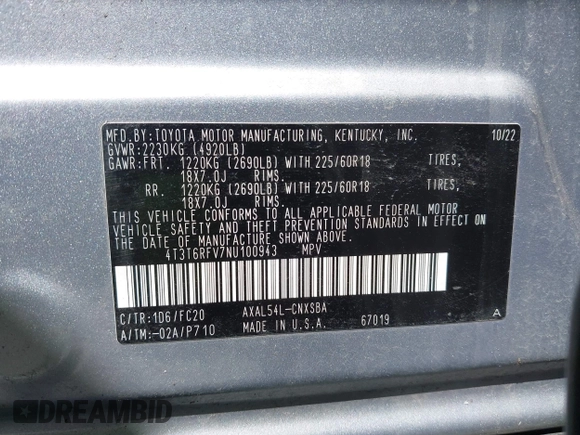 MFD.BY:TOYOTA MOTOR MANUFACTURING, KENTUCKY, INC. 10/22
GVWR:2230KG (4920LB)
GAWR:FRT. 1220KG (2690LB) WITH 225/60R18 TIRES,
18X7.0J RIMS.
RR. 1220KG (2690LB) WITH 225/60R18 TIRES,
18X7.0J RIMS.
THIS VEHICLE CONFORMS TO ALL APPLICABLE FEDERAL MOTOR
VEHICLE SAFETY AND THEFT PREVENTION STANDARDS IN EFFECT ON
THE DATE OF MANUFACTURE SHOWN ABOVE.
4T3T6RFV7NU100943 MPV
C/TR:1D6/FC20 AXAL54L-CNXSBA
A/TM:-02A/P710 MADE IN U.S.A. 67019 A
DREAMBID